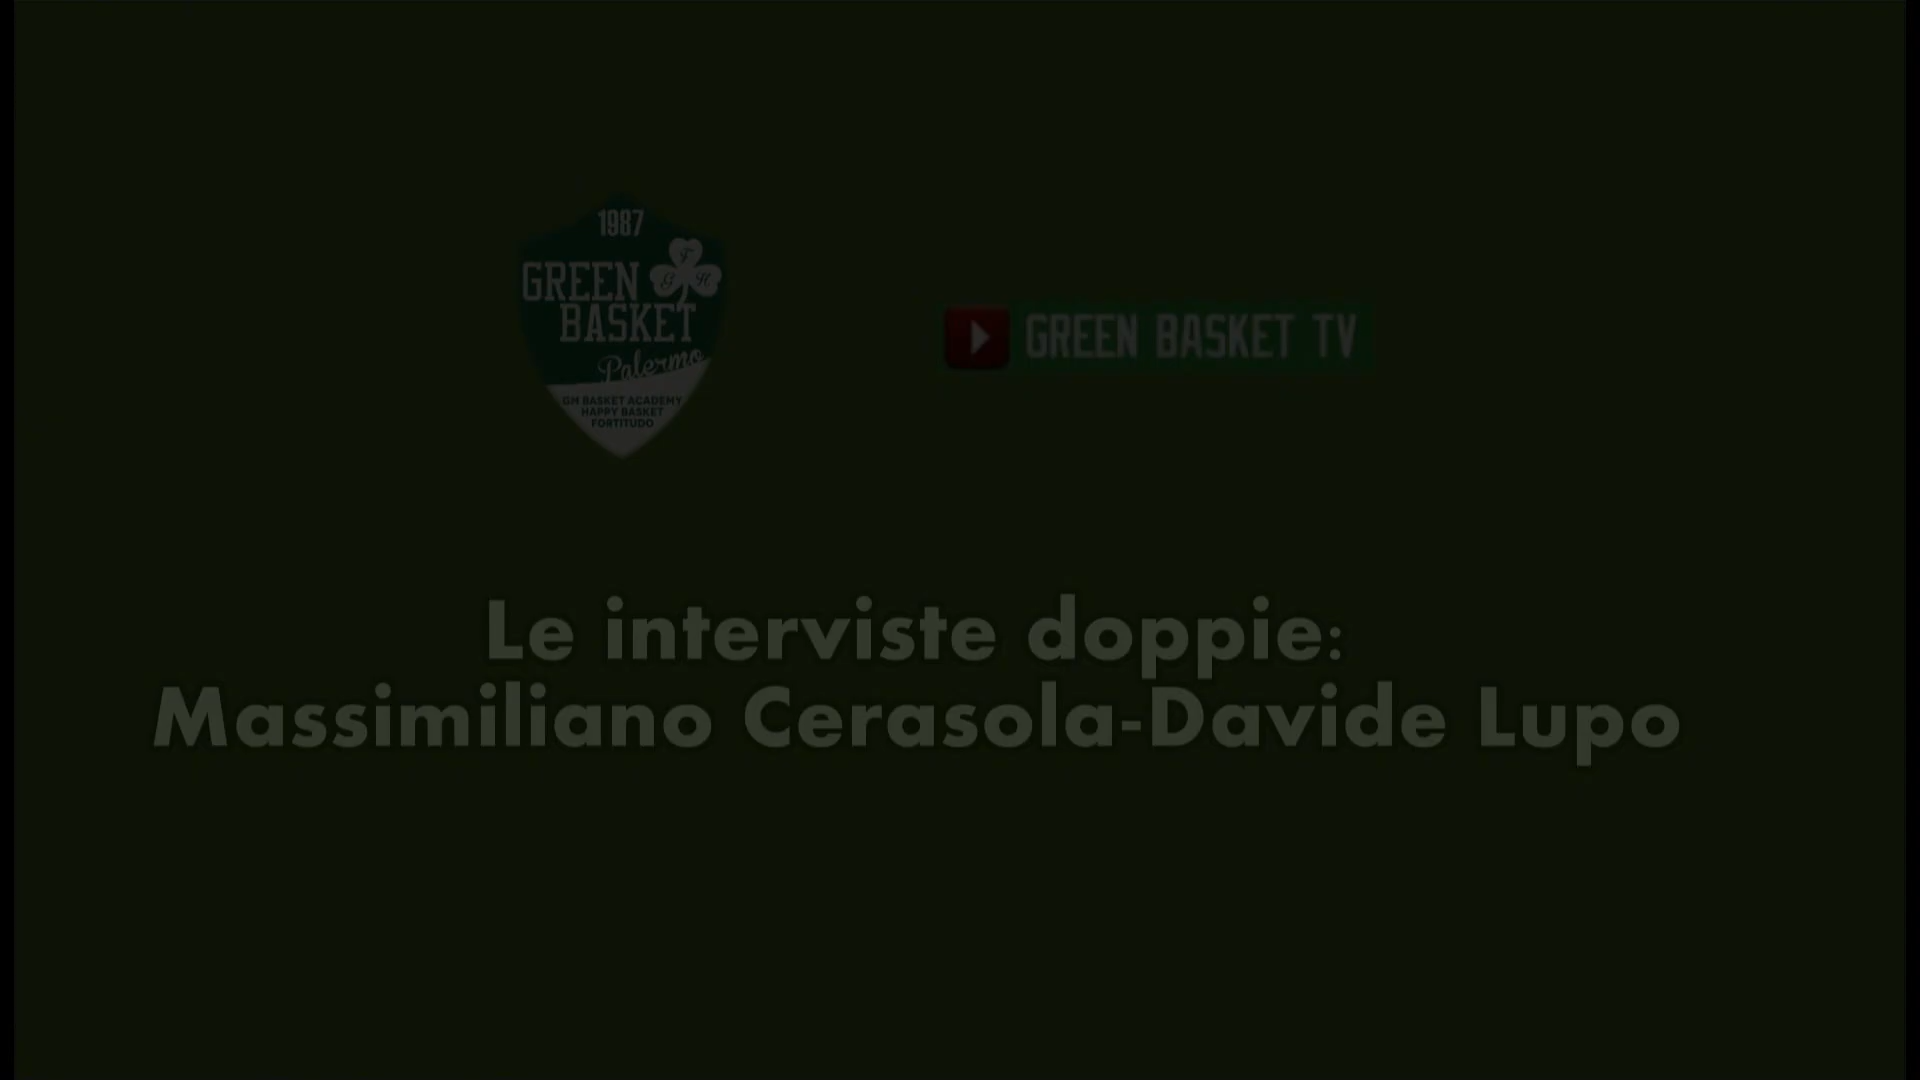 1987
GREEN
BASKET
Palermo
GM BASKET ACADEMY
HAPPY BASKET
FORTITUDO
F
G H
GREEN BASKET TV
Le interviste doppie:
Massimiliano Cerasola-Davide Lupo